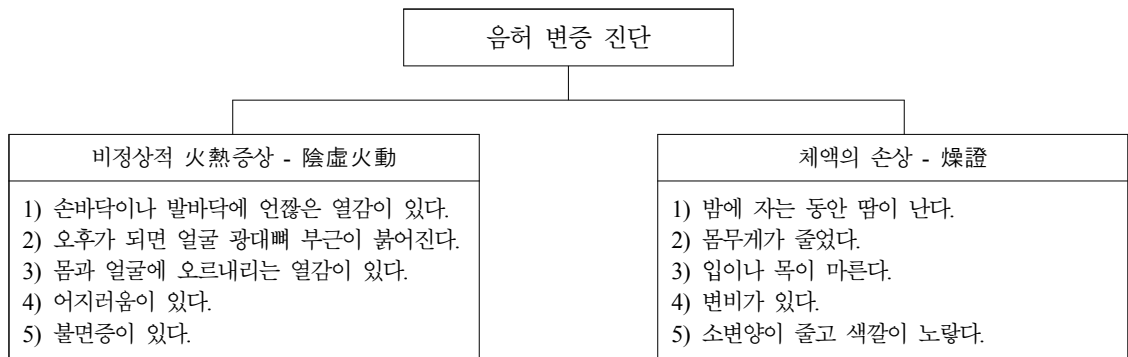 음허 변증 진단
비정상적 火熱증상 - 陰虛火動
1) 손바닥이나 발바닥에 언짢은 열감이 있다.
2) 오후가 되면 얼굴 광대뼈 부근이 붉어진다.
3) 몸과 얼굴에 오르내리는 열감이 있다.
4) 어지러움이 있다.
5) 불면증이 있다.
체액의 손상 - 燥證
1) 밤에 자는 동안 땀이 난다.
2) 몸무게가 줄었다.
3) 입이나 목이 마른다.
4) 변비가 있다.
5) 소변양이 줄고 색깔이 노랗다.